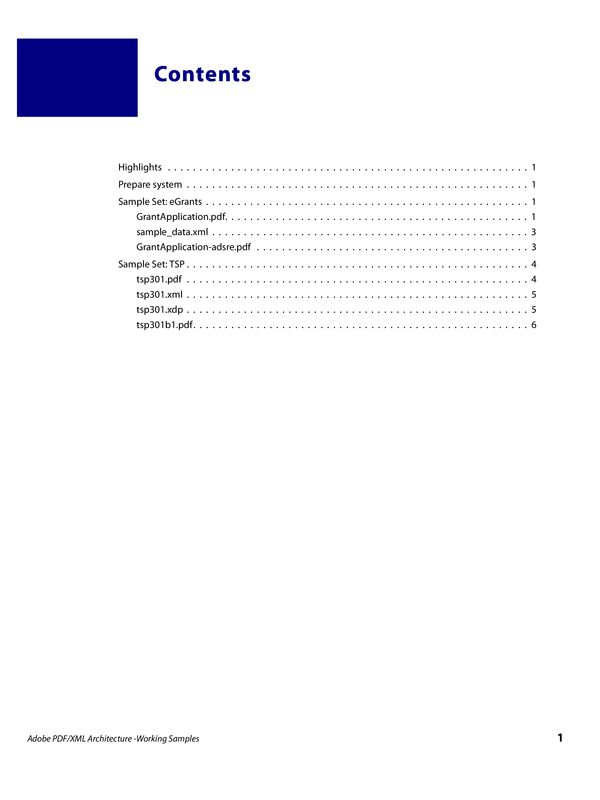 Contents
Highlights . . . . . . . . . . . . . . . . . . . . . . . . . . . . . . . . . . . . . . . . . . . . . . . . . . . . . . . . . 1
Prepare system . . . . . . . . . . . . . . . . . . . . . . . . . . . . . . . . . . . . . . . . . . . . . . . . . . . . . . 1
Sample Set: eGrants . . . . . . . . . . . . . . . . . . . . . . . . . . . . . . . . . . . . . . . . . . . . . . . . . . . 1
GrantApplication.pdf. . . . . . . . . . . . . . . . . . . . . . . . . . . . . . . . . . . . . . . . . . . . . . . . 1
sample_data.xml . . . . . . . . . . . . . . . . . . . . . . . . . . . . . . . . . . . . . . . . . . . . . . . . . . 3
GrantApplication-adsre.pdf . . . . . . . . . . . . . . . . . . . . . . . . . . . . . . . . . . . . . . . . . . . 3
Sample Set: TSP . . . . . . . . . . . . . . . . . . . . . . . . . . . . . . . . . . . . . . . . . . . . . . . . . . . . . . 4
tsp301.pdf . . . . . . . . . . . . . . . . . . . . . . . . . . . . . . . . . . . . . . . . . . . . . . . . . . . . . . 4
tsp301.xml . . . . . . . . . . . . . . . . . . . . . . . . . . . . . . . . . . . . . . . . . . . . . . . . . . . . . . 5
tsp301.xdp . . . . . . . . . . . . . . . . . . . . . . . . . . . . . . . . . . . . . . . . . . . . . . . . . . . . . . 5
tsp301b1.pdf. . . . . . . . . . . . . . . . . . . . . . . . . . . . . . . . . . . . . . . . . . . . . . . . . . . . . 6
Adobe PDF/XML Architecture -Working Samples 1